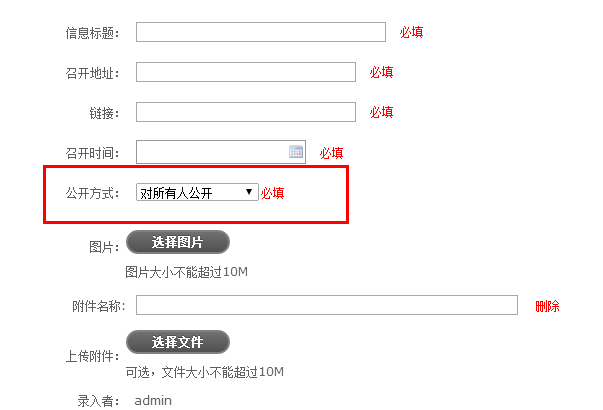 信息标题： 必填
召开地址： 必填
链接： 必填
召开时间： 必填
公开方式： 对所有人公开 必填
图片： 选择图片
图片大小不能超过10M
附件名称： 删除
上传附件： 选择文件
可选，文件大小不能超过10M
录入者： admin